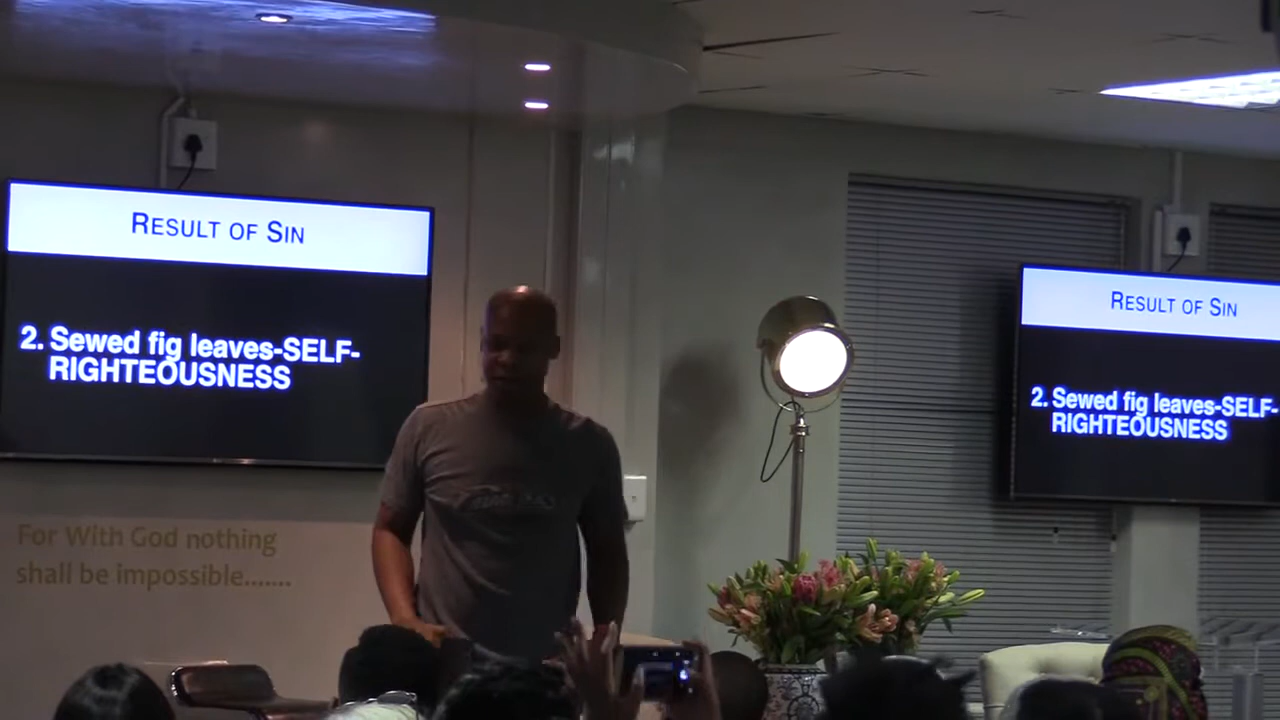 RESULT OF SIN
2. Sewed fig leaves-SELF-
RIGHTEOUSNESS
For With God nothing
shall be impossible.......
RESULT OF SIN
2. Sewed fig leaves-SELF-
RIGHTEOUSNESS